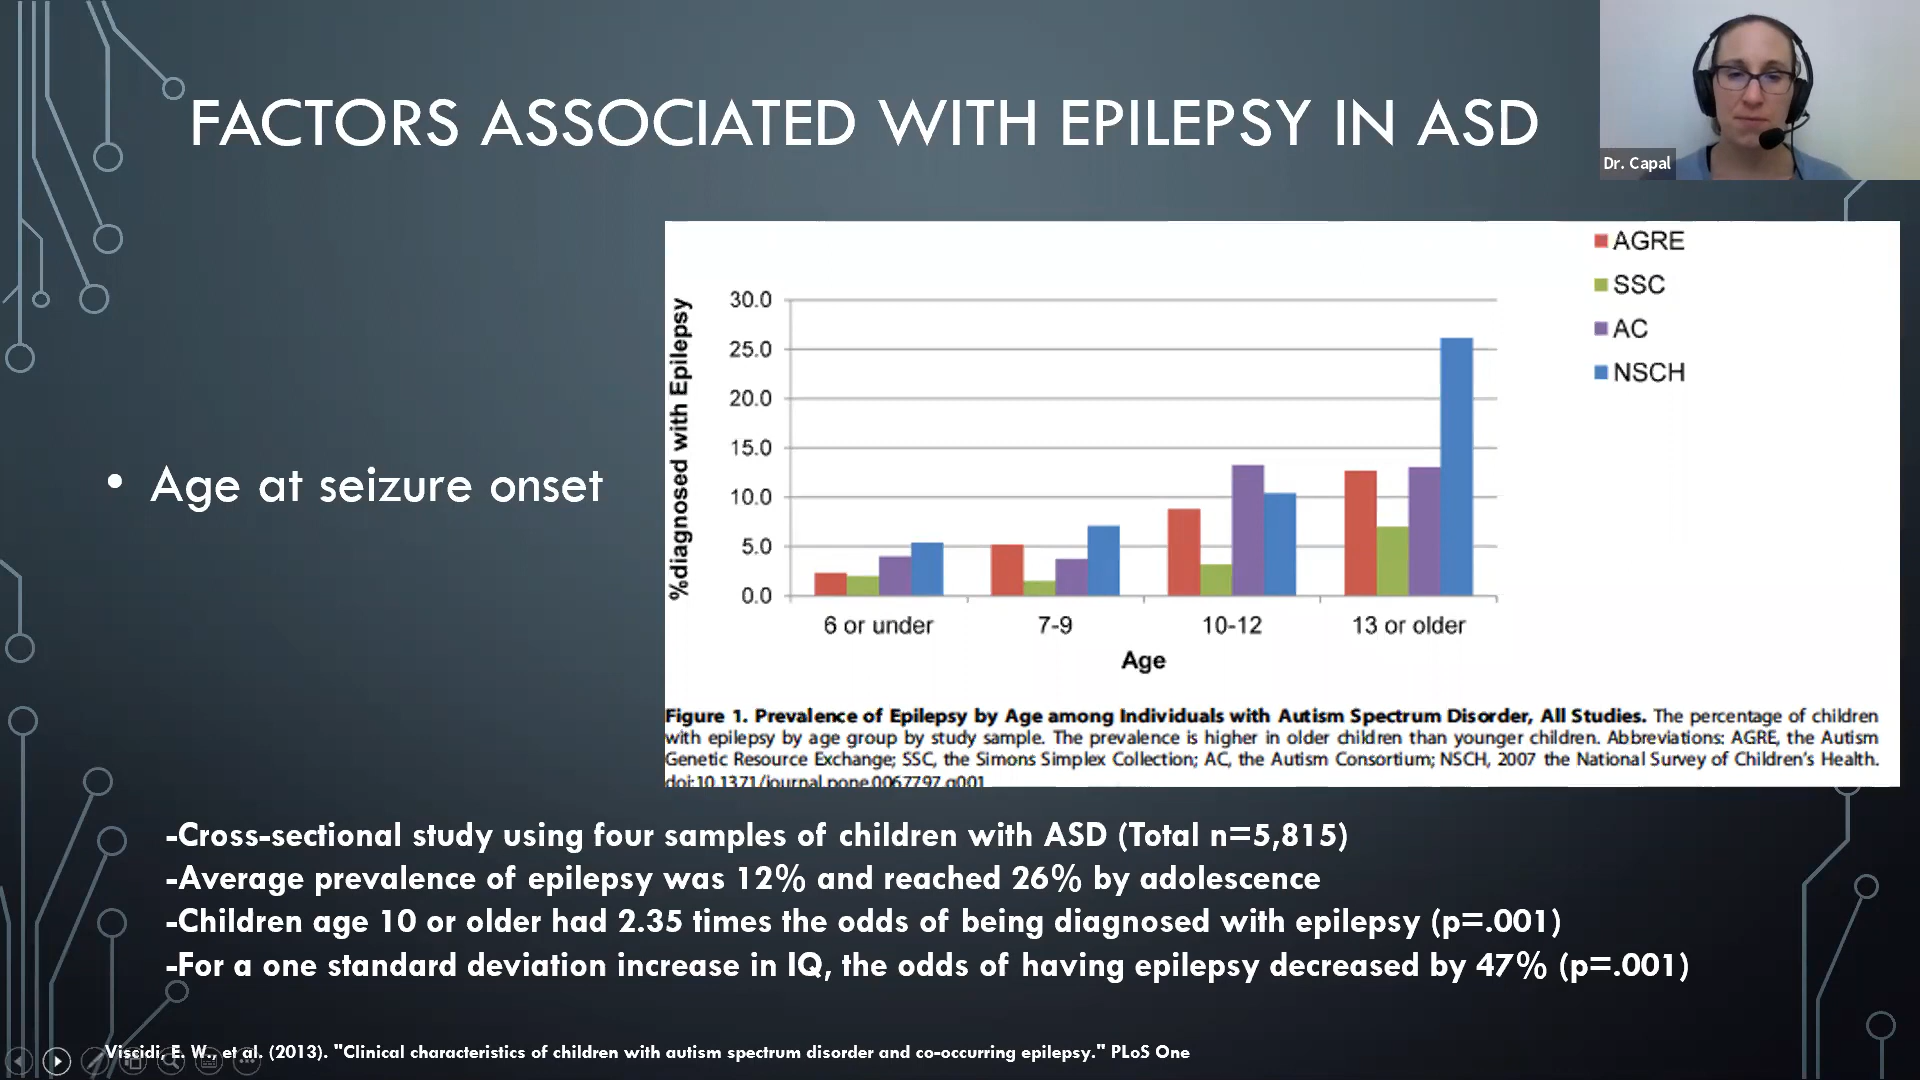 FACTORS ASSOCIATED WITH EPILEPSY IN ASD
Dr. Capal
• Age at seizure onset
AGRE
SSC
AC
NSCH
%diagnosed with Epilepsy
30.0
25.0
20.0
15.0
10.0
5.0
0.0
6 or under
7-9
10-12
13 or older
Age
Figure 1. Prevalence of Epilepsy by Age among Individuals with Autism Spectrum Disorder, All Studies. The percentage of children
with epilepsy by age group by study sample. The prevalence is higher in older children than younger children. Abbreviations: AGRE, the Autism
Genetic Resource Exchange; SSC, the Simons Simplex Collection; AC, the Autism Consortium; NSCH, 2007 the National Survey of Children's Health.
doi:10.1371/journal.pone.0067797.g001
-Cross-sectional study using four samples of children with ASD (Total n=5,815)
-Average prevalence of epilepsy was 12% and reached 26% by adolescence
-Children age 10 or older had 2.35 times the odds of being diagnosed with epilepsy (p=.001)
-For a one standard deviation increase in IQ, the odds of having epilepsy decreased by 47% (p=.001)
Viscidi, E. W., et al. (2013). "Clinical characteristics of children with autism spectrum disorder and co-occurring epilepsy." PLoS One